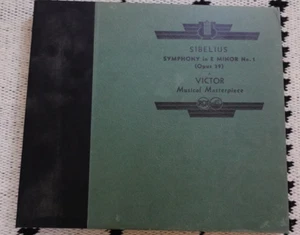 SIBELIUS
SYMPHONY in E MINOR No. 1
(Opus 39)
VICTOR
Musical Masterpiece